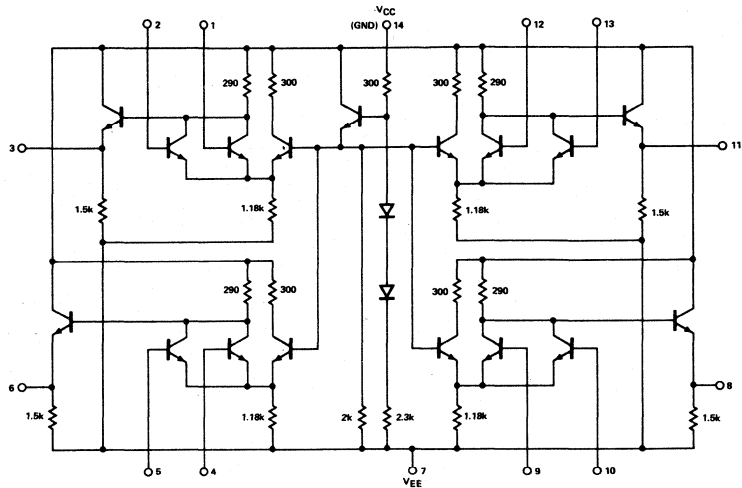 VCC
2 1 (GND) 14 12 13
290 300 300 300 290
3 11
1.5k 1.18k 1.18k 1.5k
290 300 300 290
6 8
1.5k 1.18k 2k 2.3k 1.18k 1.5k
5 4 7 9 10
VEE